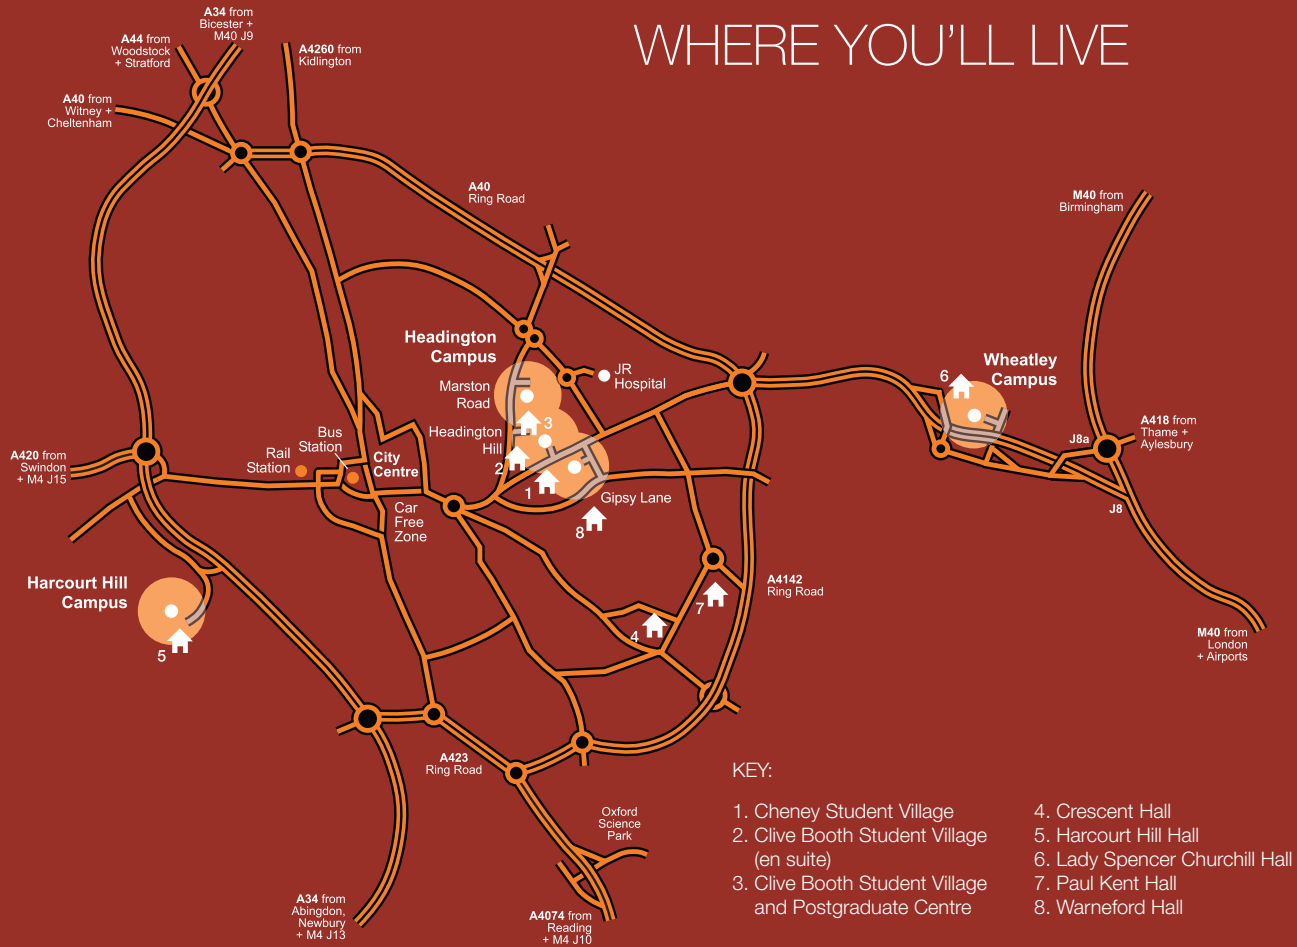 WHERE YOU'LL LIVE
A34 from
Bicester +
M40 J9
A44 from
Woodstock
+ Stratford
A4260 from
Kidlington
A40 from
Witney +
Cheltenham
A40
Ring Road
M40 from
Birmingham
Headington
Campus
Marston
Road
JR
Hospital
3
Headington
Hill
2
1
Gipsy Lane
8
Wheatley
Campus
6
A418 from
Thame +
Aylesbury
J8a
J8
Bus
Station
Rail
Station
City
Centre
Car
Free
Zone
A420 from
Swindon
+ M4 J15
Harcourt Hill
Campus
5
A4142
Ring Road
7
4
M40 from
London
+ Airports
A423
Ring Road
Oxford
Science
Park
A34 from
Abingdon,
Newbury
+ M4 J13
A4074 from
Reading
+ M4 J10
KEY:
1. Cheney Student Village
2. Clive Booth Student Village
(en suite)
3. Clive Booth Student Village
and Postgraduate Centre
4. Crescent Hall
5. Harcourt Hill Hall
6. Lady Spencer Churchill Hall
7. Paul Kent Hall
8. Warneford Hall